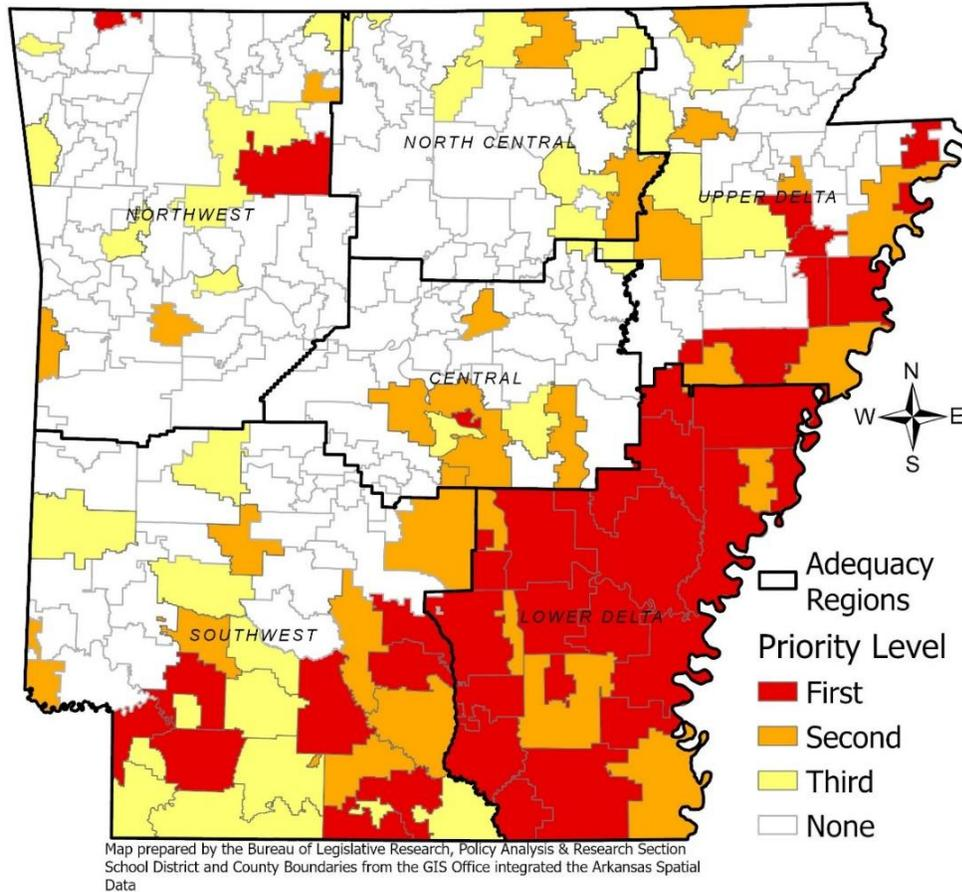 NORTH CENTRAL
UPPER DELTA
NORTHWEST
CENTRAL
N
W E
S
LOWER DELTA
SOUTHWEST
Adequacy
Regions
Priority Level
First
Second
Third
None
Map prepared by the Bureau of Legislative Research, Policy Analysis & Research Section
School District and County Boundaries from the GIS Office integrated the Arkansas Spatial
Data